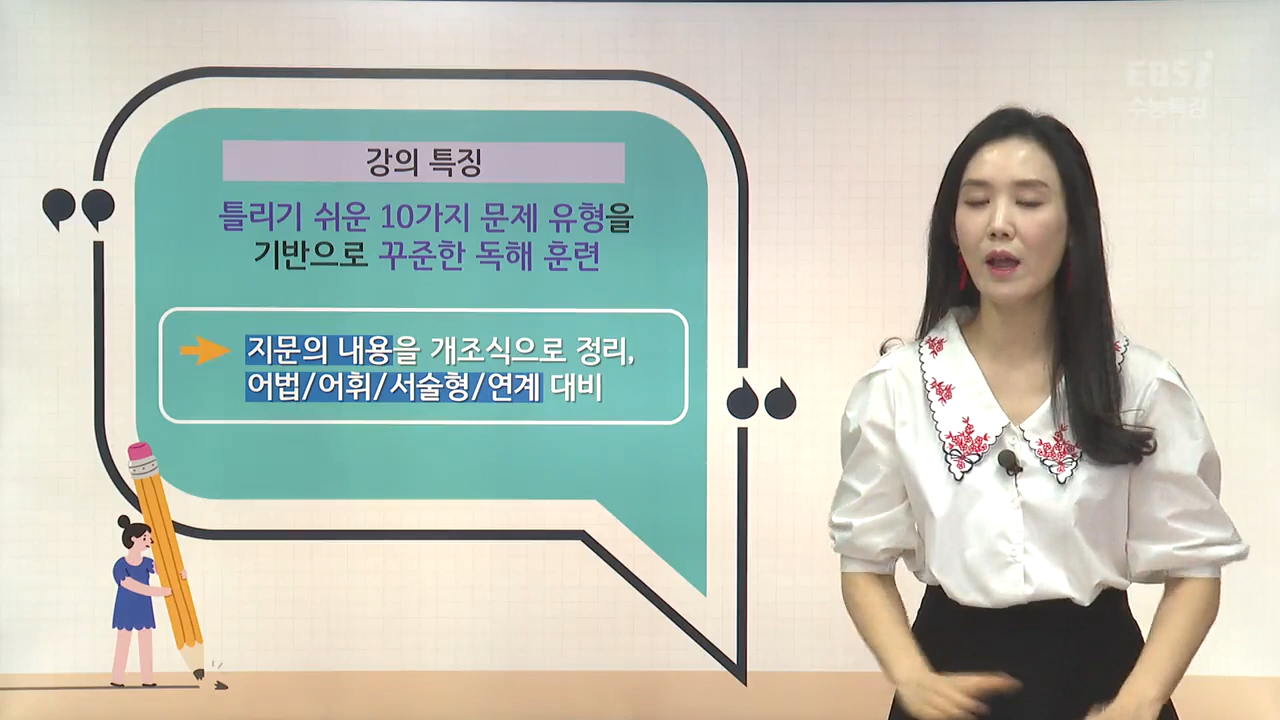 EBSi
수능특강
강의 특징
틀리기 쉬운 10가지 문제 유형을
기반으로 꾸준한 독해 훈련
지문의 내용을 개조식으로 정리,
어법/어휘/서술형/연계 대비